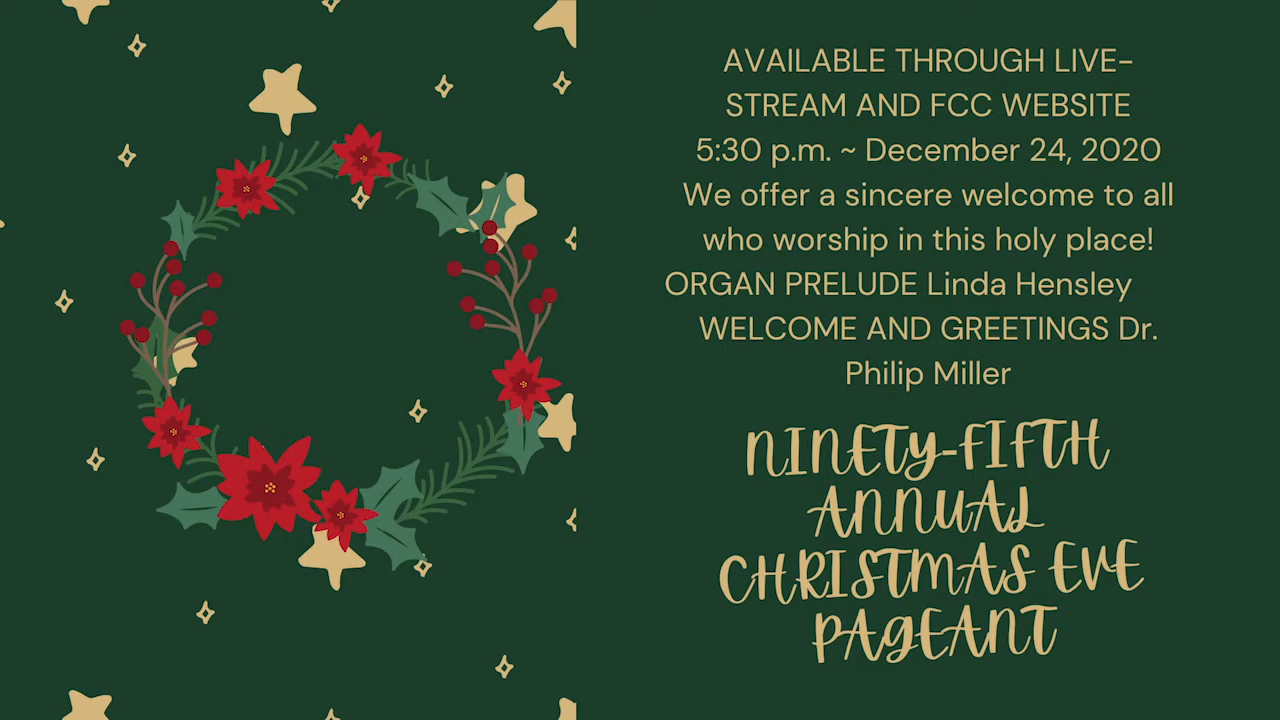 AVAILABLE THROUGH LIVE-
STREAM AND FCC WEBSITE
5:30 p.m. ~ December 24, 2020
We offer a sincere welcome to all
who worship in this holy place!
ORGAN PRELUDE Linda Hensley
WELCOME AND GREETINGS Dr.
Philip Miller
NINETY-FIFTH
ANNUAL
CHRISTMAS EVE
PAGEANT